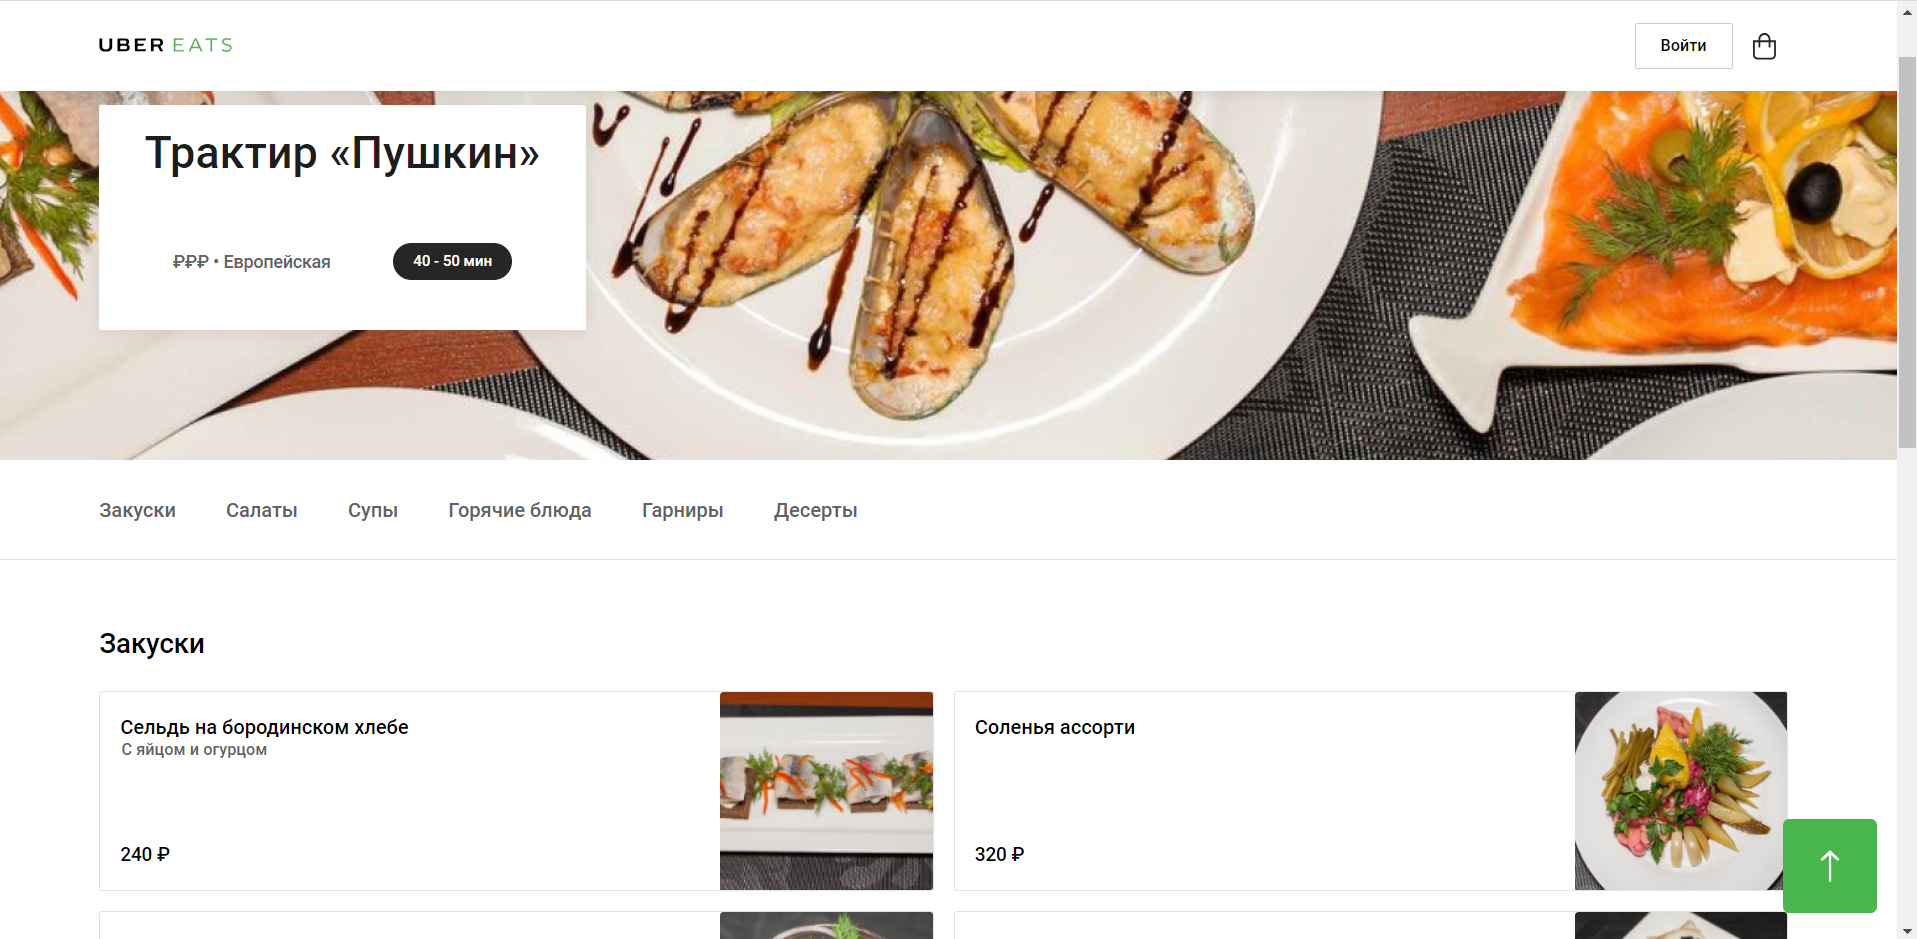 UBER EATS
Войти
Трактир «Пушкин»
₽₽₽ • Европейская
40 - 50 мин
Закуски
Салаты
Супы
Горячие блюда
Гарниры
Десерты
Закуски
Сельдь на бородинском хлебе
С яйцом и огурцом
240 ₽
Соленья ассорти
320 ₽